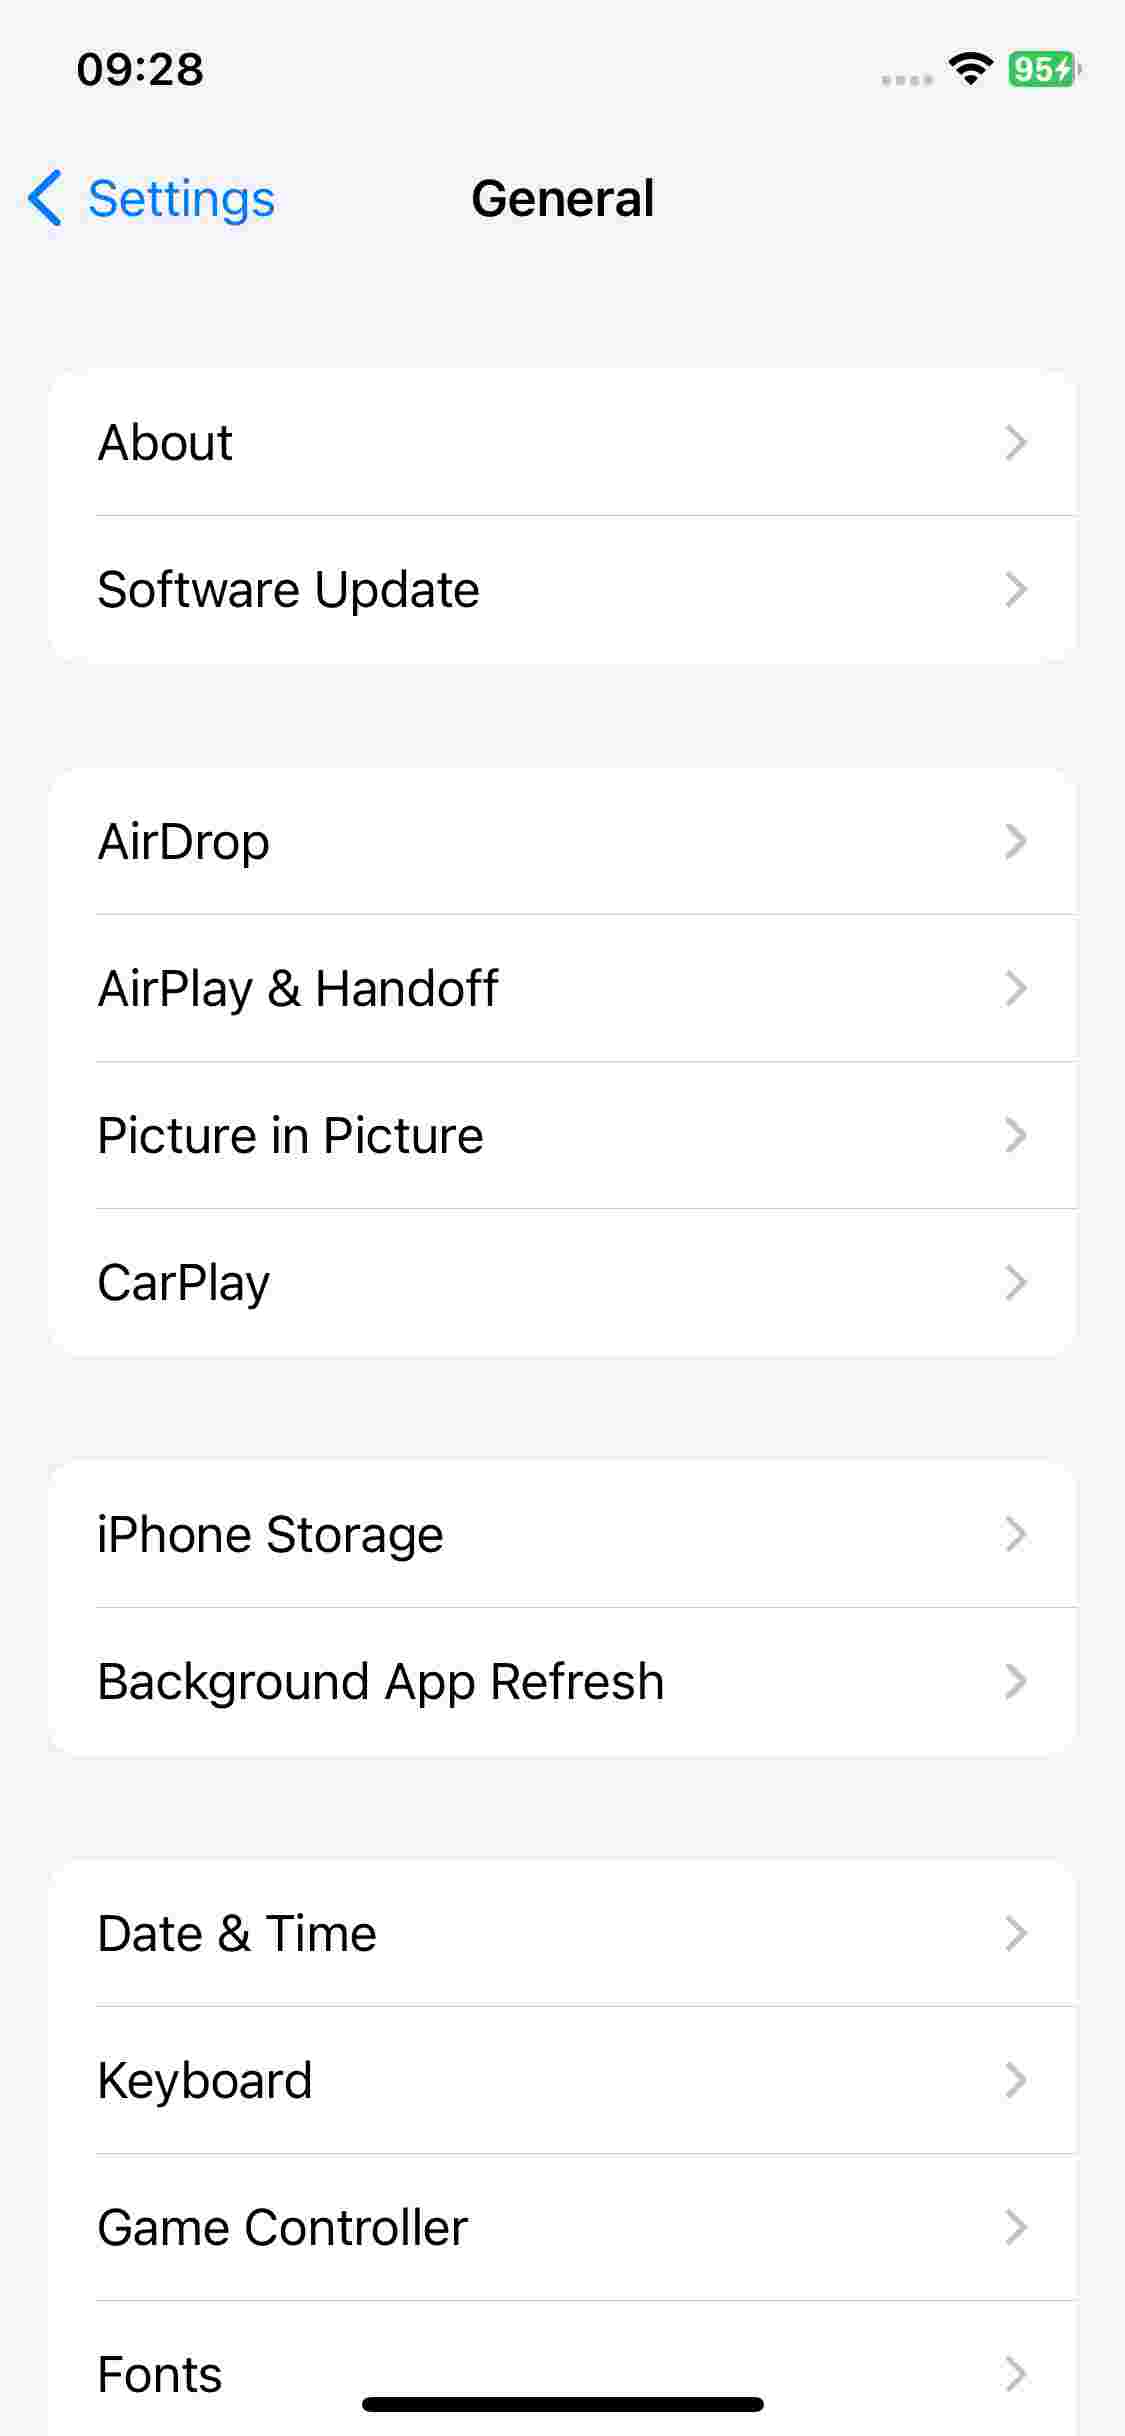 09:28
95
Settings
General
About
Software Update
AirDrop
AirPlay & Handoff
Picture in Picture
CarPlay
iPhone Storage
Background App Refresh
Date & Time
Keyboard
Game Controller
Fonts